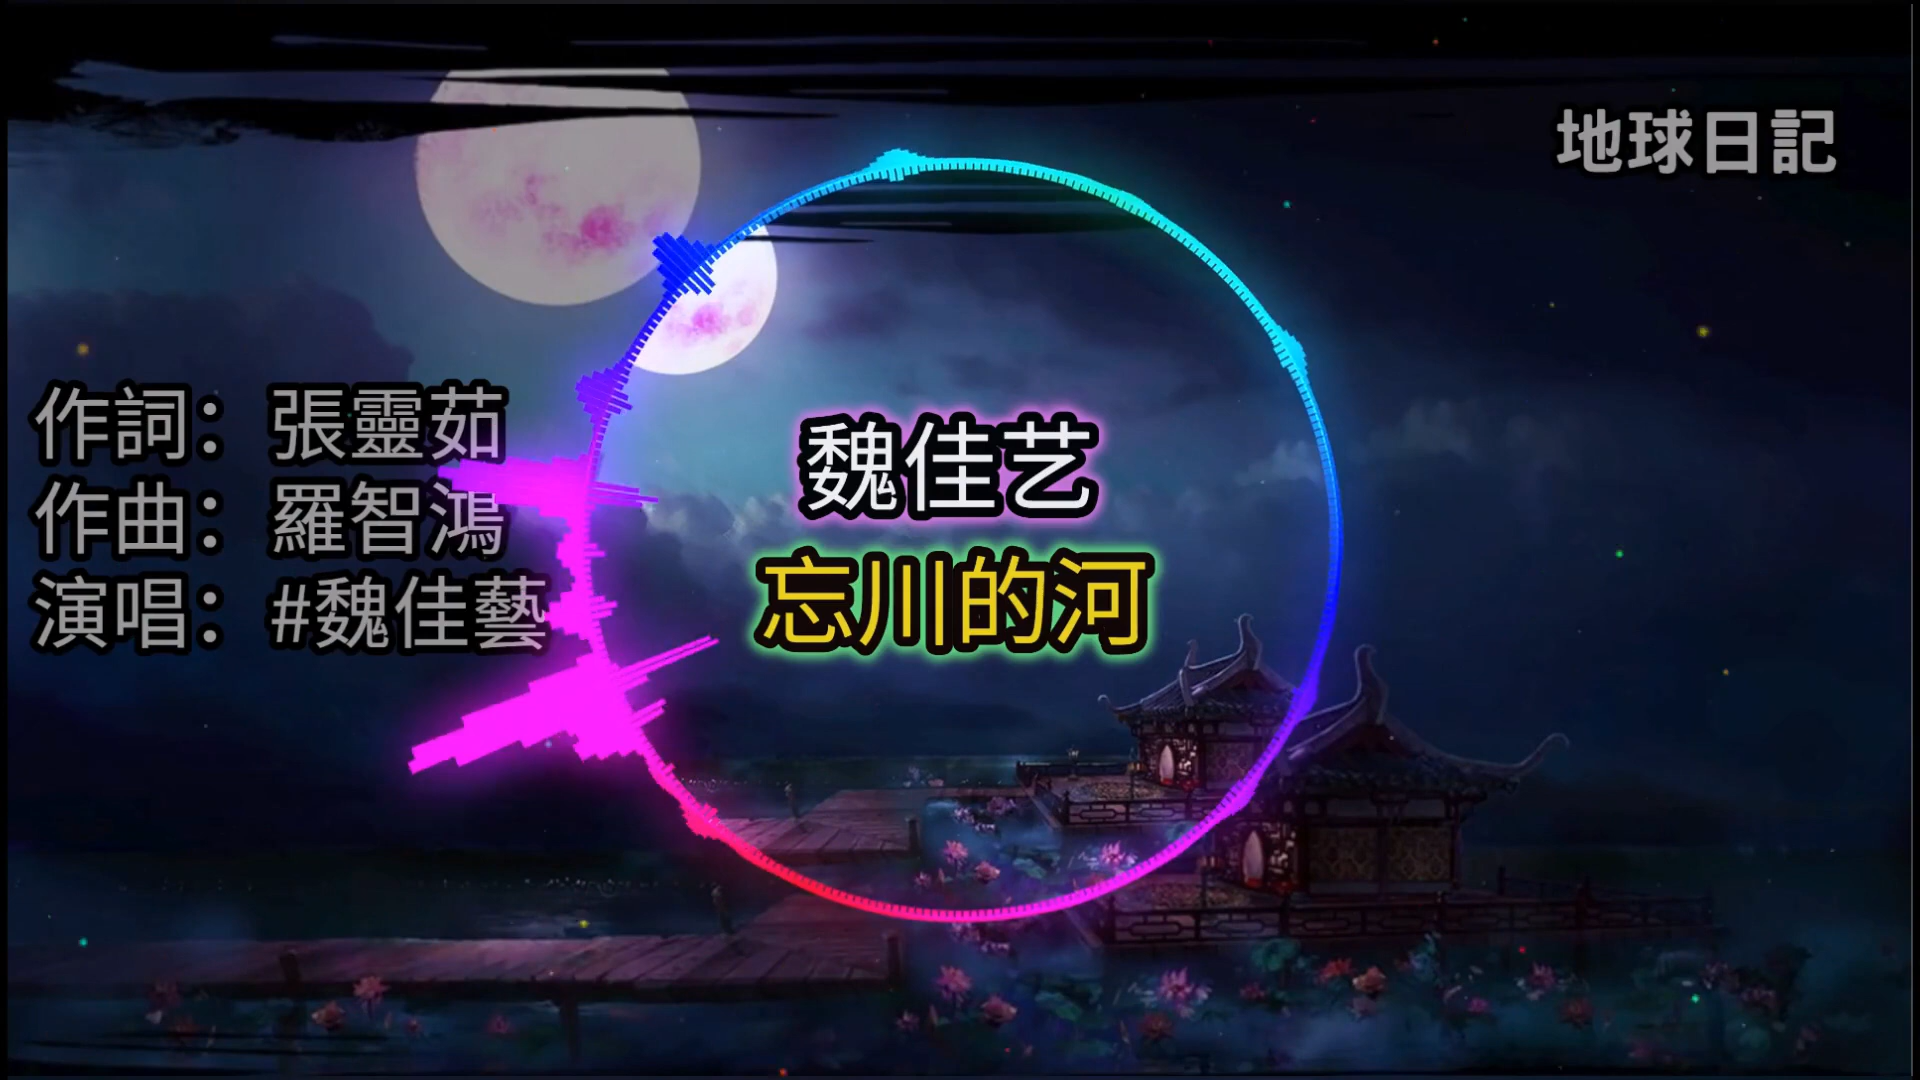 地球日記
作詞：張靈茹
作曲：羅智鴻
演唱：#魏佳藝
魏佳艺
忘川的河